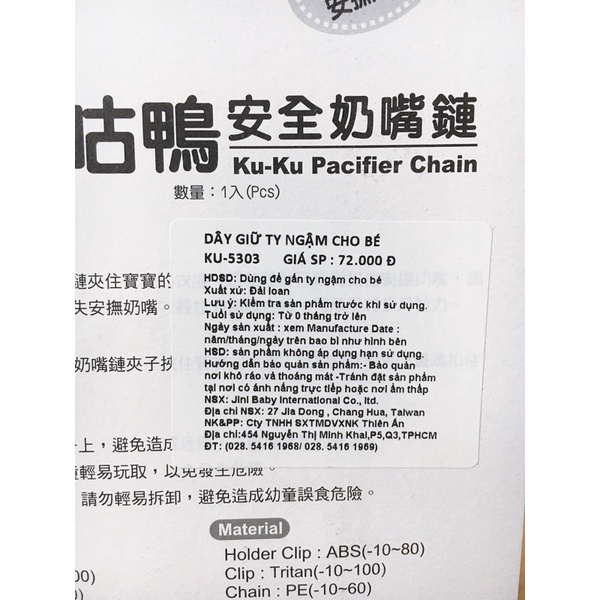 安撫
咕鴨 安全奶嘴鏈
Ku-Ku Pacifier Chain
數量：1入(Pcs)
DÂY GIỮ TY NGẬM CHO BÉ
KU-5303 GIÁ SP : 72.000 Đ
HDSD: Dùng để gắn ty ngậm cho bé
Xuất xứ: Đài loan
Lưu ý: Kiểm tra sản phẩm trước khi sử dụng.
Tuổi sử dụng: Từ 0 tháng trở lên
Ngày sản xuất : xem Manufacture Date :
năm/tháng/ngày trên bao bì như hình bên
HSD: sản phẩm không áp dụng hạn sử dụng.
Hướng dẫn bảo quản sản phẩm:- Bảo quản
nơi khô ráo và thoáng mát -Tránh đặt sản phẩm
tại nơi có ánh nắng trực tiếp hoặc nơi ẩm thấp
NSX: Jini Baby International Co., ltd.
Địa chỉ NSX: 27 Jia Dong , Chang Hua, Taiwan
NK&PP: Cty TNHH SXTMDVXNK Thiên Ấn
Địa chỉ:454 Nguyễn Thị Minh Khai,P5,Q3,TPHCM
ĐT: (028. 5416 1968/ 028. 5416 1969)
鏈夾住寶寶的
失安撫奶嘴。
奶嘴鏈夾子
上，避免造成
輕易玩取，以免發生危險。
請勿輕易拆卸，避免造成幼童誤食危險。
Material
Holder Clip : ABS(-10~80)
Clip : Tritan(-10~100)
Chain : PE(-10~60)
00)
)